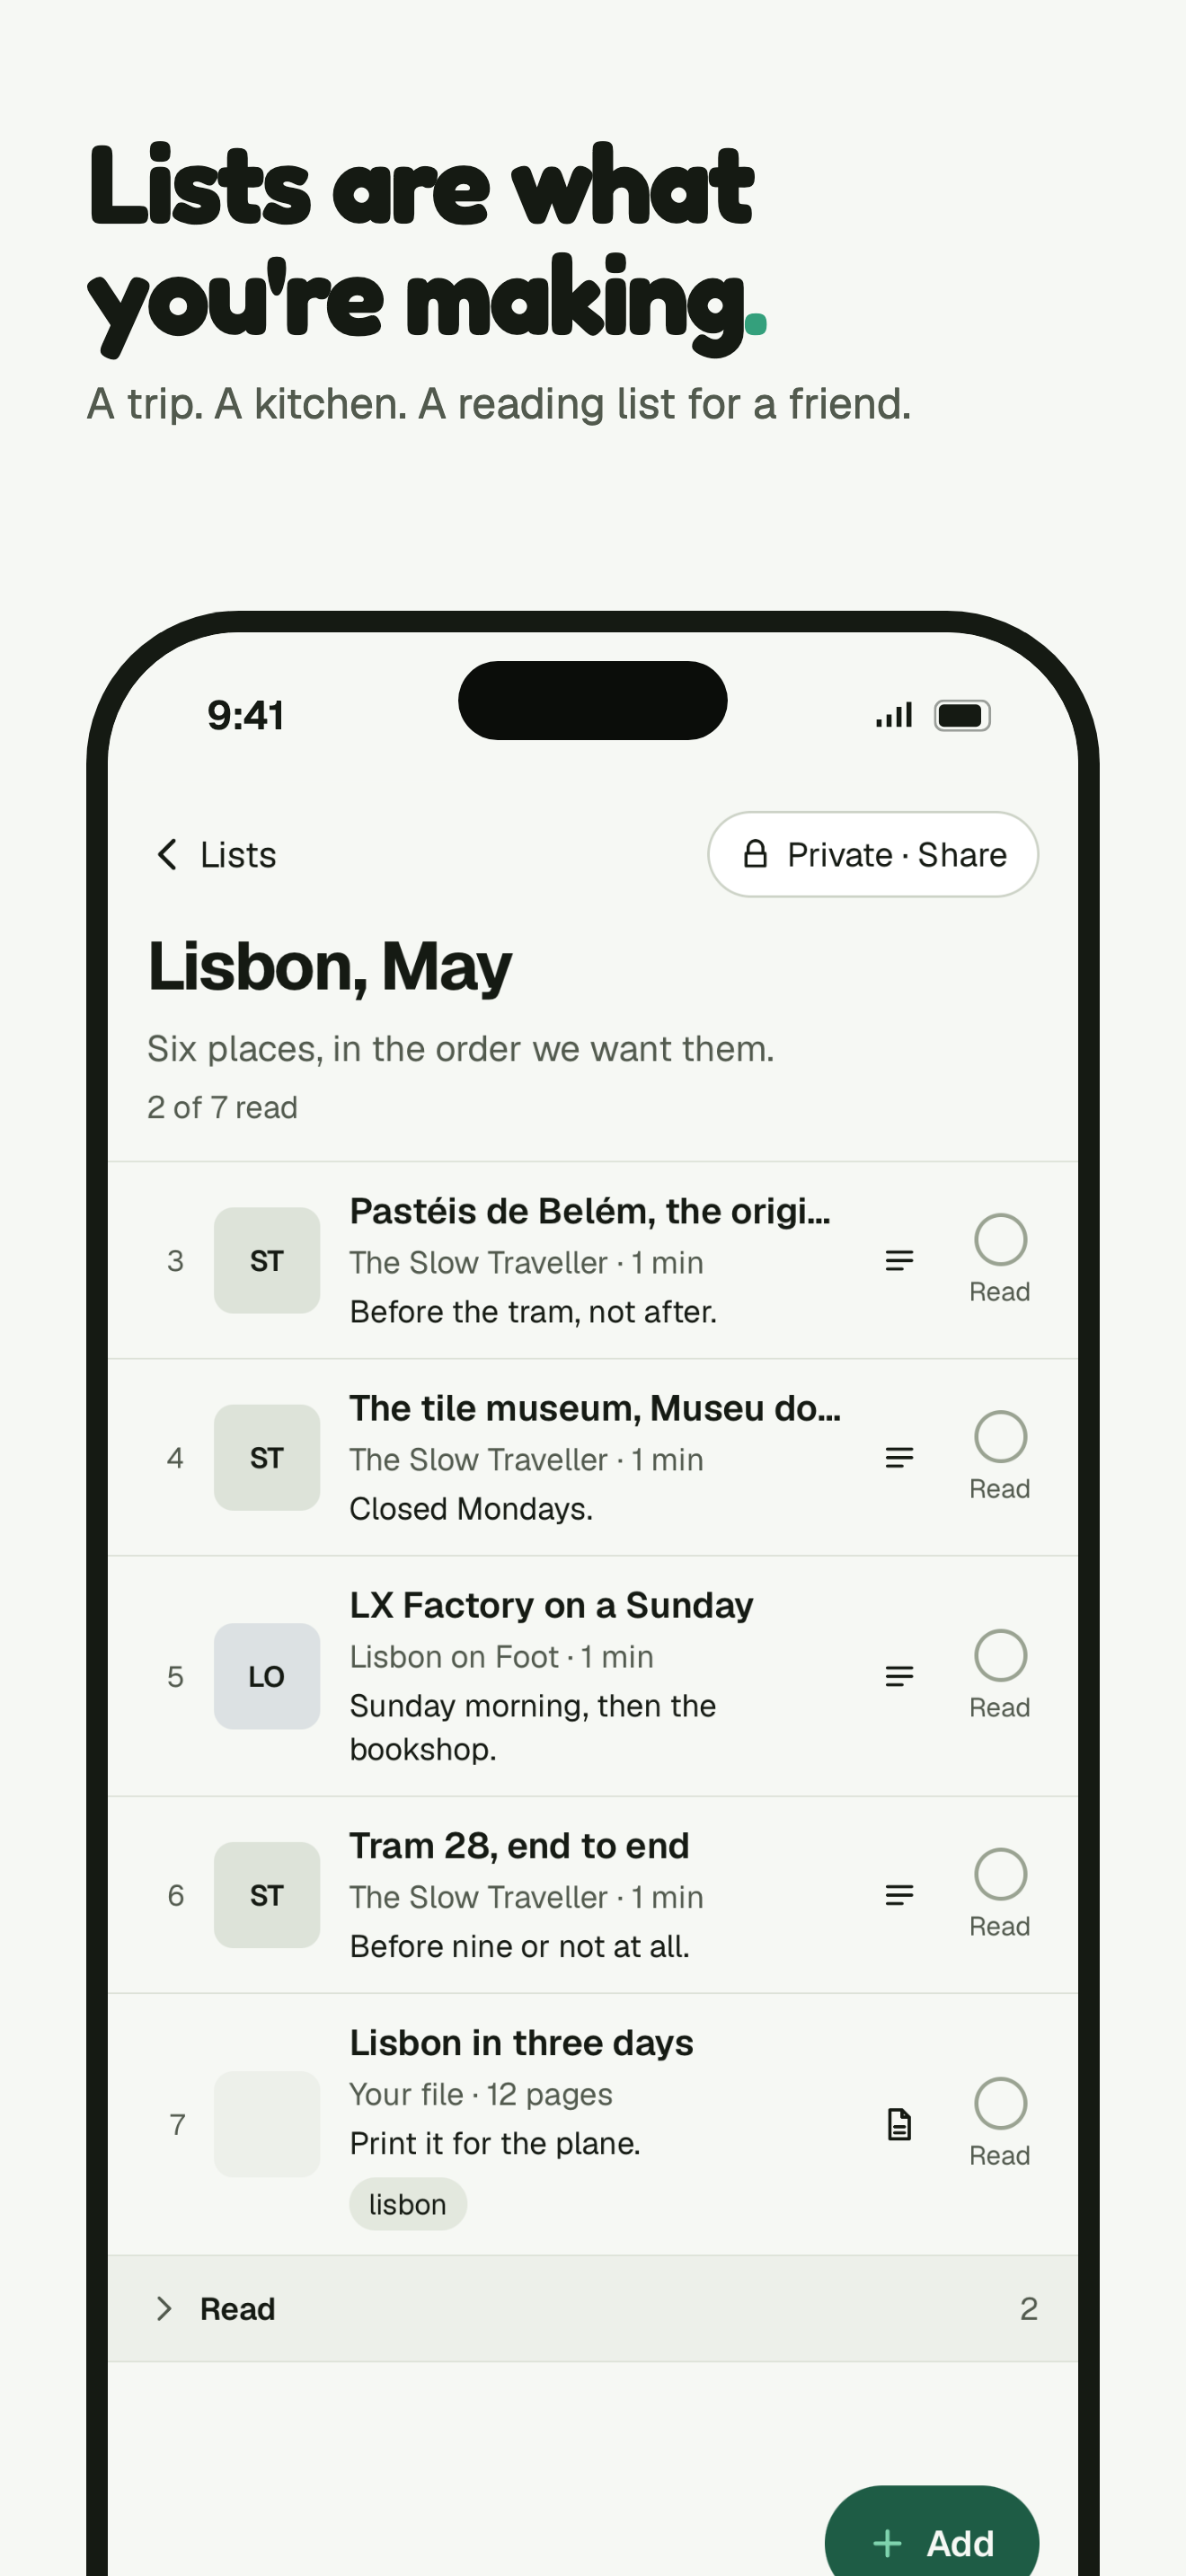 Lists are what
you're making.
A trip. A kitchen. A reading list for a friend.
9:41
Lists
Private · Share
Lisbon, May
Six places, in the order we want them.
2 of 7 read
3
ST
Pastéis de Belém, the origi...
The Slow Traveller · 1 min
Before the tram, not after.
Read
4
ST
The tile museum, Museu do...
The Slow Traveller · 1 min
Closed Mondays.
Read
5
LO
LX Factory on a Sunday
Lisbon on Foot · 1 min
Sunday morning, then the
bookshop.
Read
6
ST
Tram 28, end to end
The Slow Traveller · 1 min
Before nine or not at all.
Read
7
Lisbon in three days
Your file · 12 pages
Print it for the plane.
lisbon
Read
Read
2
+ Add